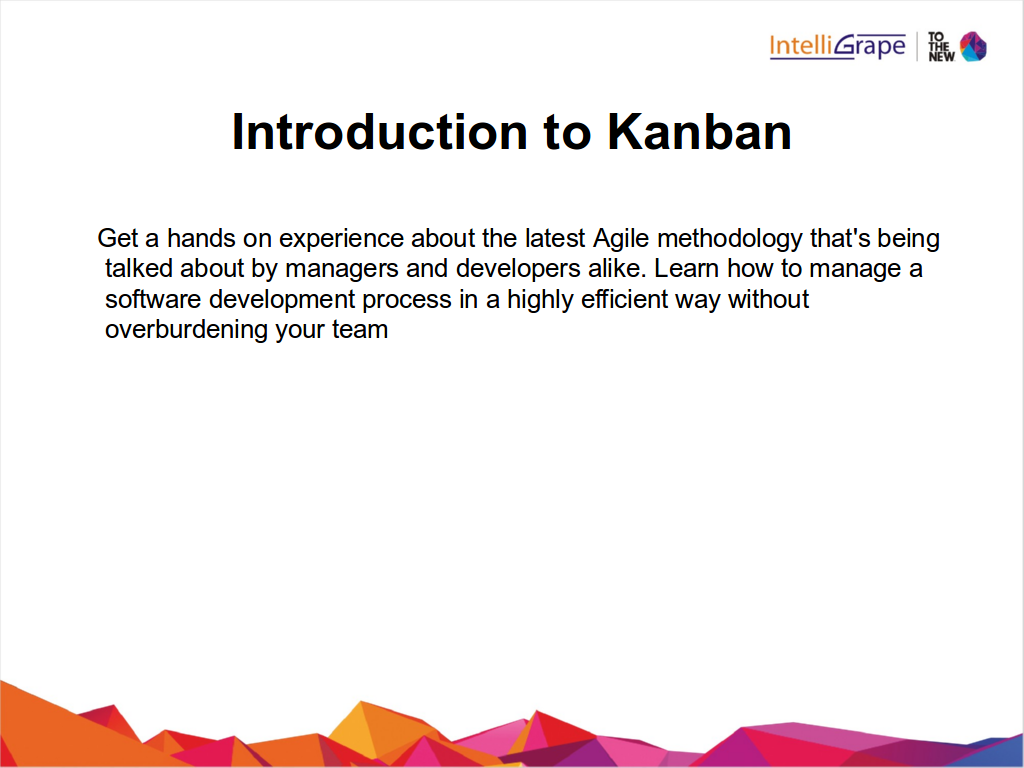 IntelliGrape
TO
THE
NEW
Introduction to Kanban
Get a hands on experience about the latest Agile methodology that's being
talked about by managers and developers alike. Learn how to manage a
software development process in a highly efficient way without
overburdening your team